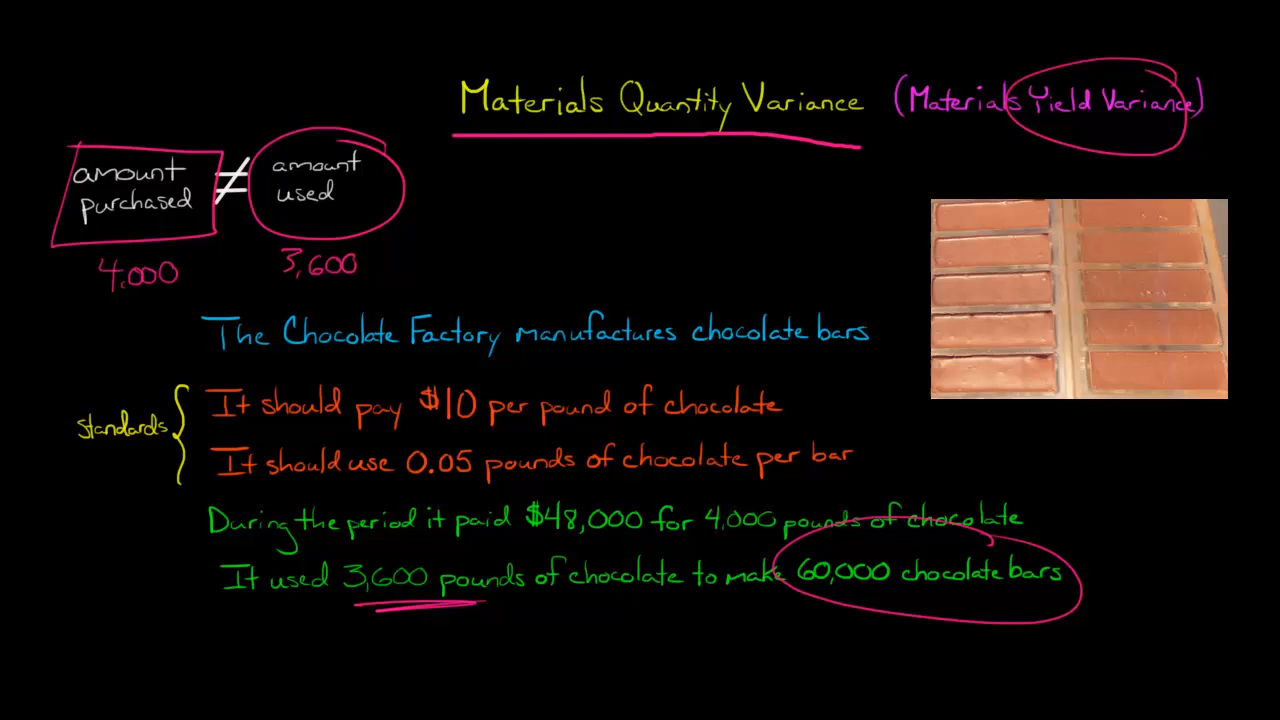 Materials Quantity Variance (Materials Yield Variance)
amount purchased ≠ amount used
4,000 3,600
The Chocolate Factory manufactures chocolate bars
Standards { It should pay $10 per pound of chocolate
It should use 0.05 pounds of chocolate per bar
During the period it paid $48,000 for 4,000 pounds of chocolate
It used 3,600 pounds of chocolate to make 60,000 chocolate bars